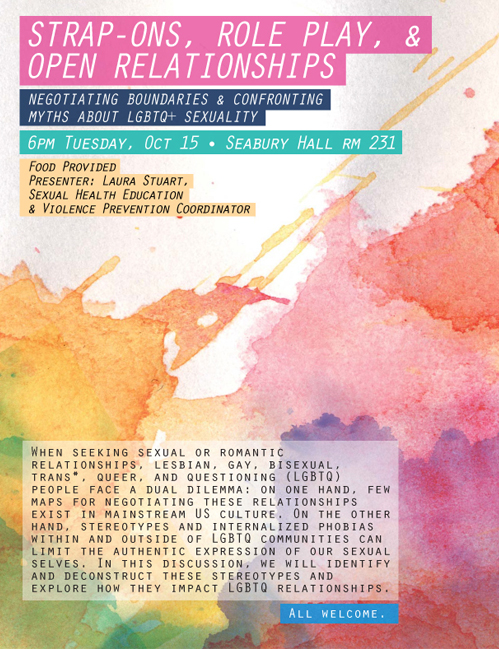 STRAP-ONS, ROLE PLAY, &
OPEN RELATIONSHIPS
NEGOTIATING BOUNDARIES & CONFRONTING
MYTHS ABOUT LGBTQ+ SEXUALITY
6PM TUESDAY, OCT 15 • SEABURY HALL RM 231
FOOD PROVIDED
PRESENTER: LAURA STUART,
SEXUAL HEALTH EDUCATION
& VIOLENCE PREVENTION COORDINATOR
WHEN SEEKING SEXUAL OR ROMANTIC
RELATIONSHIPS, LESBIAN, GAY, BISEXUAL,
TRANS*, QUEER, AND QUESTIONING (LGBTQ)
PEOPLE FACE A DUAL DILEMMA: ON ONE HAND, FEW
MAPS FOR NEGOTIATING THESE RELATIONSHIPS
EXIST IN MAINSTREAM US CULTURE. ON THE OTHER
HAND, STEREOTYPES AND INTERNALIZED PHOBIAS
WITHIN AND OUTSIDE OF LGBTQ COMMUNITIES CAN
LIMIT THE AUTHENTIC EXPRESSION OF OUR SEXUAL
SELVES. IN THIS DISCUSSION, WE WILL IDENTIFY
AND DECONSTRUCT THESE STEREOTYPES AND
EXPLORE HOW THEY IMPACT LGBTQ RELATIONSHIPS.
ALL WELCOME.